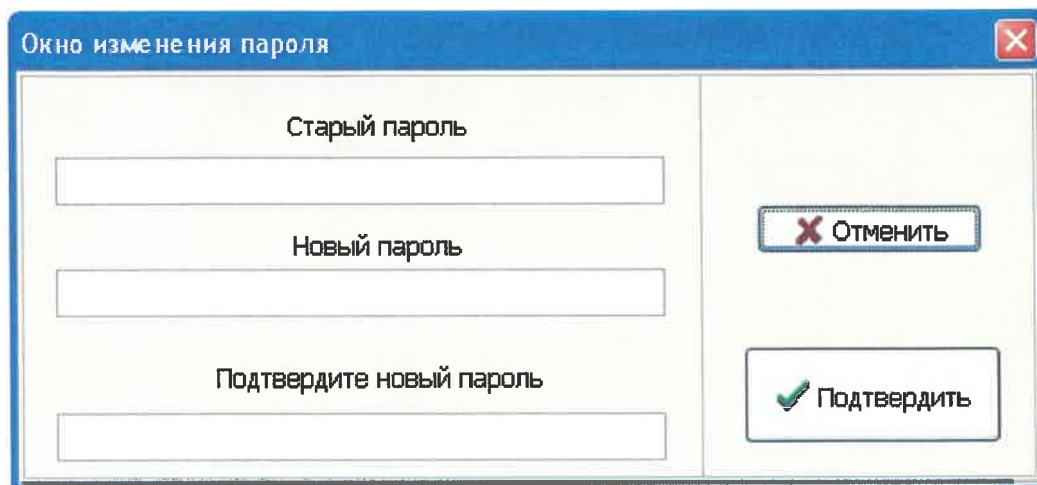 Окно изменения пароля
Старый пароль
Новый пароль
Отменить
Подтвердите новый пароль
Подтвердить